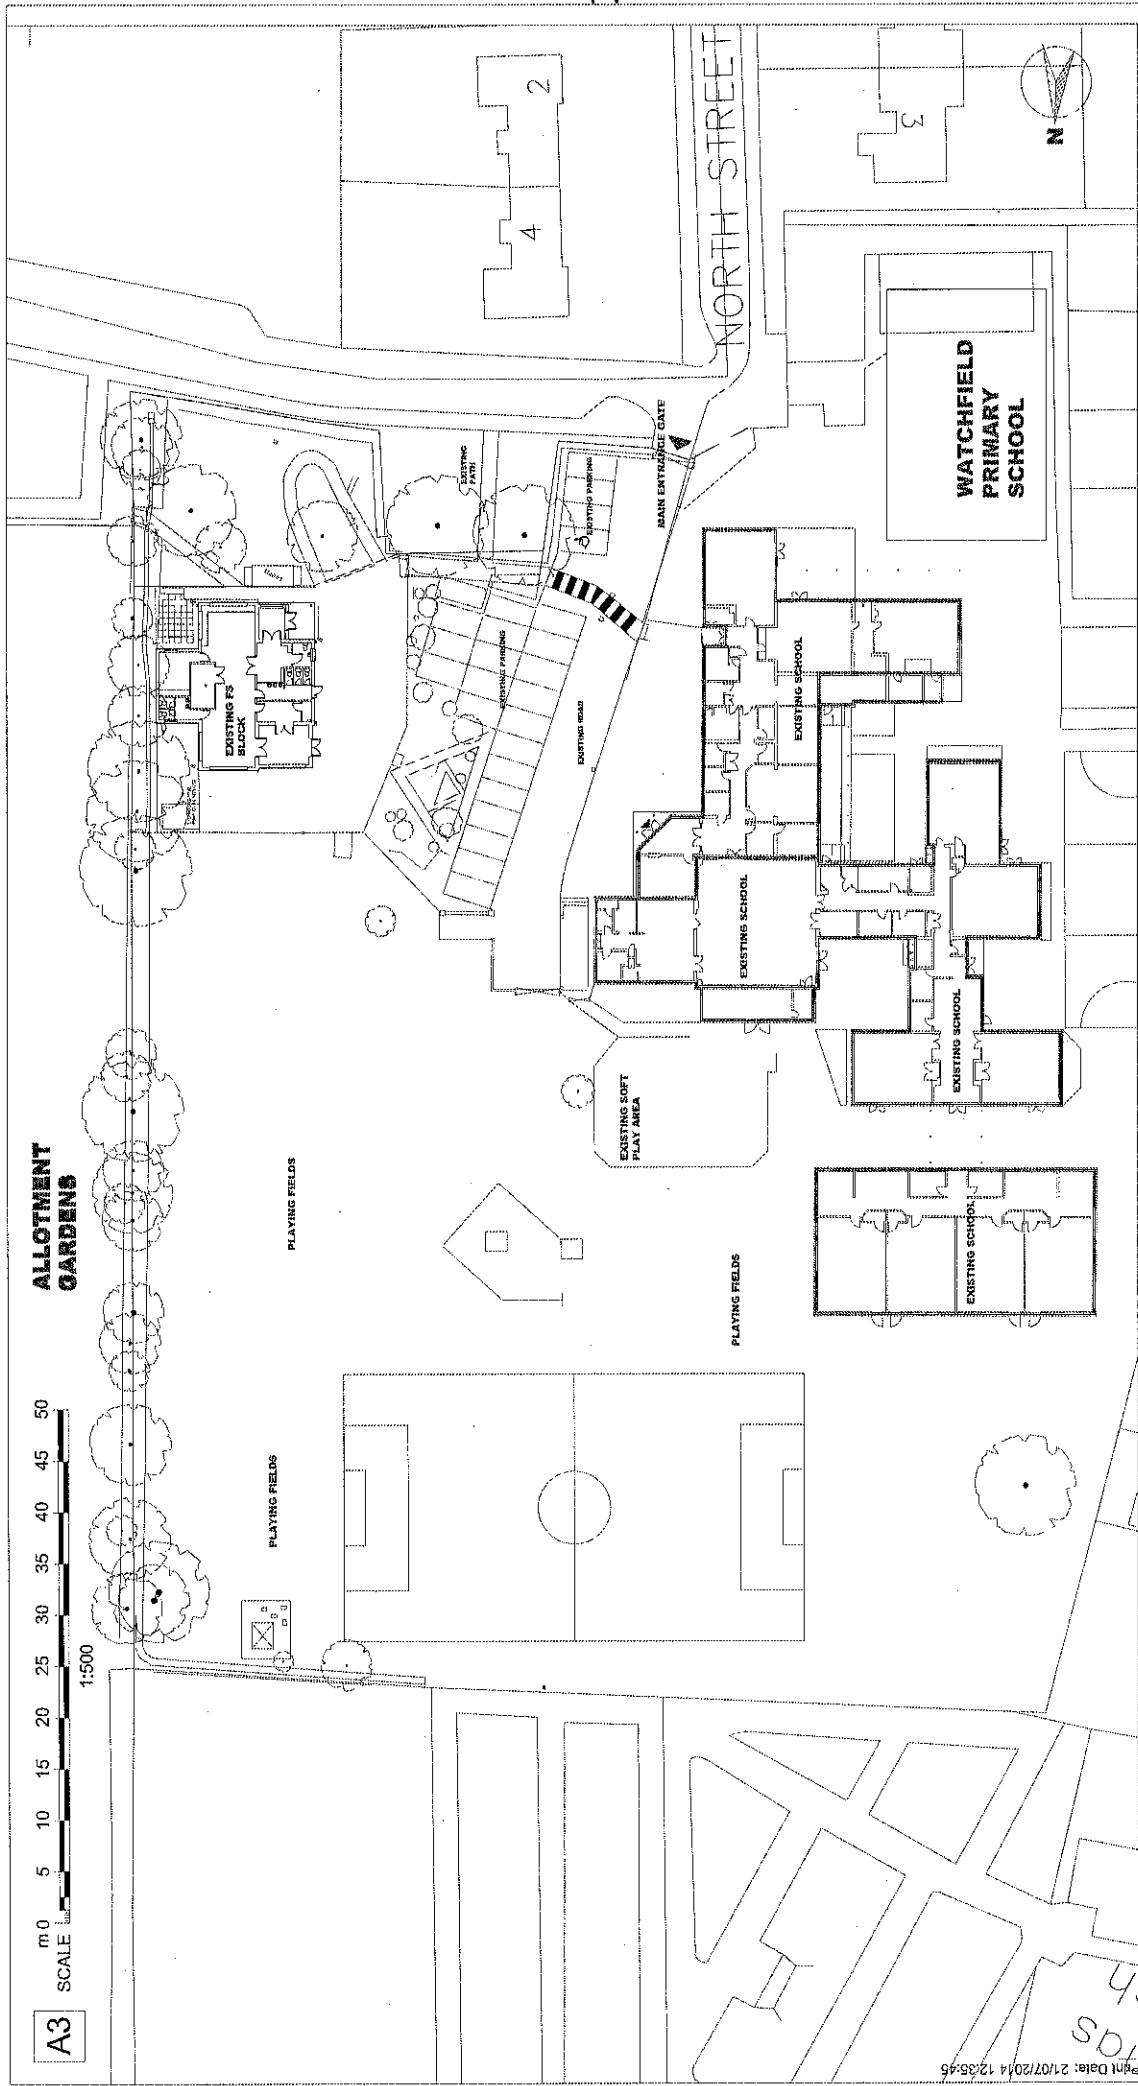 A3
m 0 5 10 15 20 25 30 35 40 45 50
SCALE
1:500
ALLOTMENT
GARDENS
PLAYING FIELDS
PLAYING FIELDS
PLAYING FIELDS
EXISTING SOFT
PLAY AREA
EXISTING FS
BLOCK
EXISTING PARKING
EXISTING ROAD
EXISTING PATH
EXISTING PARKING
MAIN ENTRANCE GATE
EXISTING SCHOOL
EXISTING SCHOOL
EXISTING SCHOOL
EXISTING SCHOOL
WATCHFIELD
PRIMARY
SCHOOL
NORTH STREET
2
4
3
N
Print Date: 21/07/2014 12:35:45